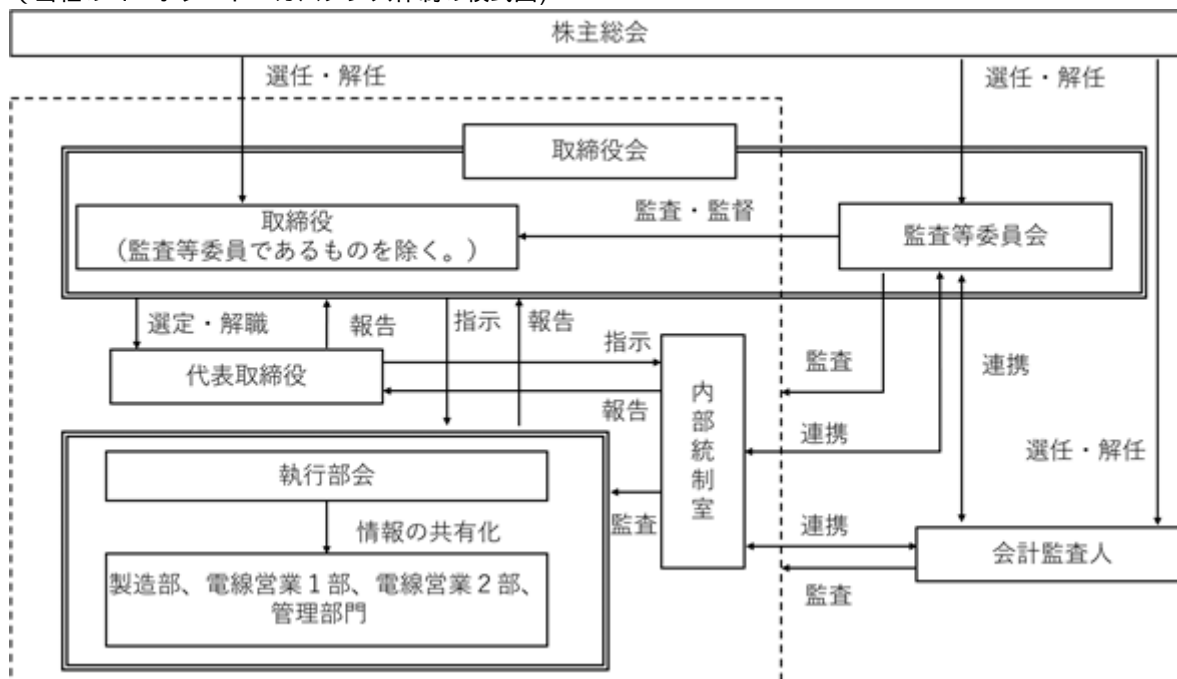 株主総会
選任・解任
選任・解任
取締役会
取締役
(監査等委員であるものを除く。)
監査・監督
監査等委員会
選定・解職
報告
指示
報告
代表取締役
指示
報告
内部統制室
監査
連携
連携
選任・解任
執行部会
情報の共有化
監査
連携
会計監査人
監査
製造部、電線営業1部、電線営業2部、
管理部門